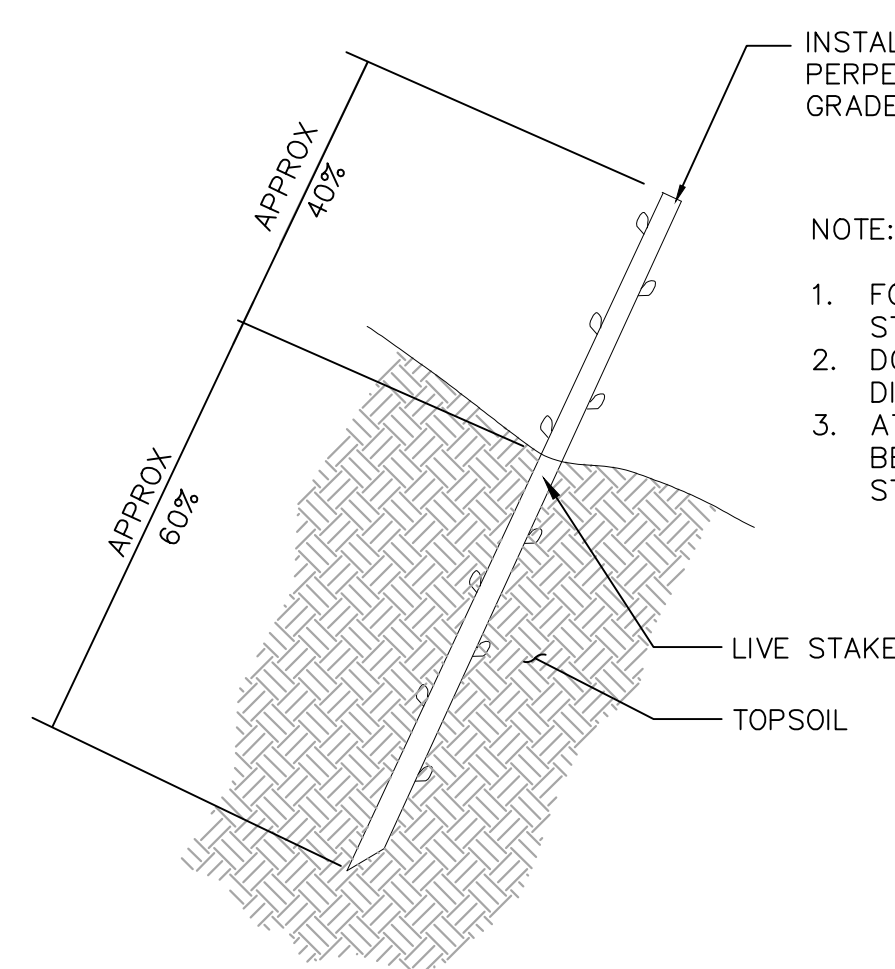 INSTAL
PERPE
GRADE
APPROX
40%
NOTE:
1. FO
ST
2. DO
DI
3. AT
BE
ST
APPROX
60%
LIVE STAKE
TOPSOIL